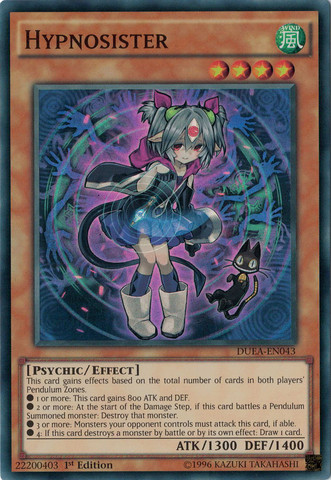 HYPNOSISTER
WIND
風
DUEA-EN043
[PSYCHIC/EFFECT]
This card gains effects based on the total number of cards in both players'
Pendulum Zones.
● 1 or more: This card gains 800 ATK and DEF.
● 2 or more: At the start of the Damage Step, if this card battles a Pendulum
Summoned monster: Destroy that monster.
● 3 or more: Monsters your opponent controls must attack this card, if able.
● 4: If this card destroys a monster by battle or by its own effect: Draw 1 card.
ATK/1300 DEF/1400
22200403 1st Edition ©1996 KAZUKI TAKAHASHI